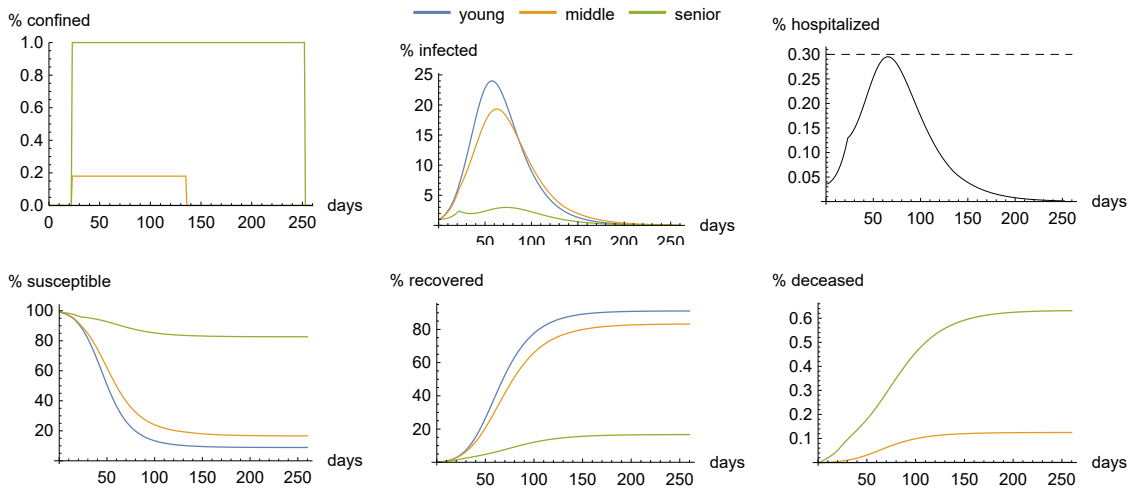 young middle senior
% confined
1.0
0.8
0.6
0.4
0.2
0.0
0 50 100 150 200 250
days
% infected
25
20
15
10
5
50 100 150 200 250
days
% hospitalized
0.30
0.25
0.20
0.15
0.10
0.05
50 100 150 200 250
days
% susceptible
100
80
60
40
20
50 100 150 200 250
days
% recovered
80
60
40
20
50 100 150 200 250
days
% deceased
0.6
0.5
0.4
0.3
0.2
0.1
50 100 150 200 250
days